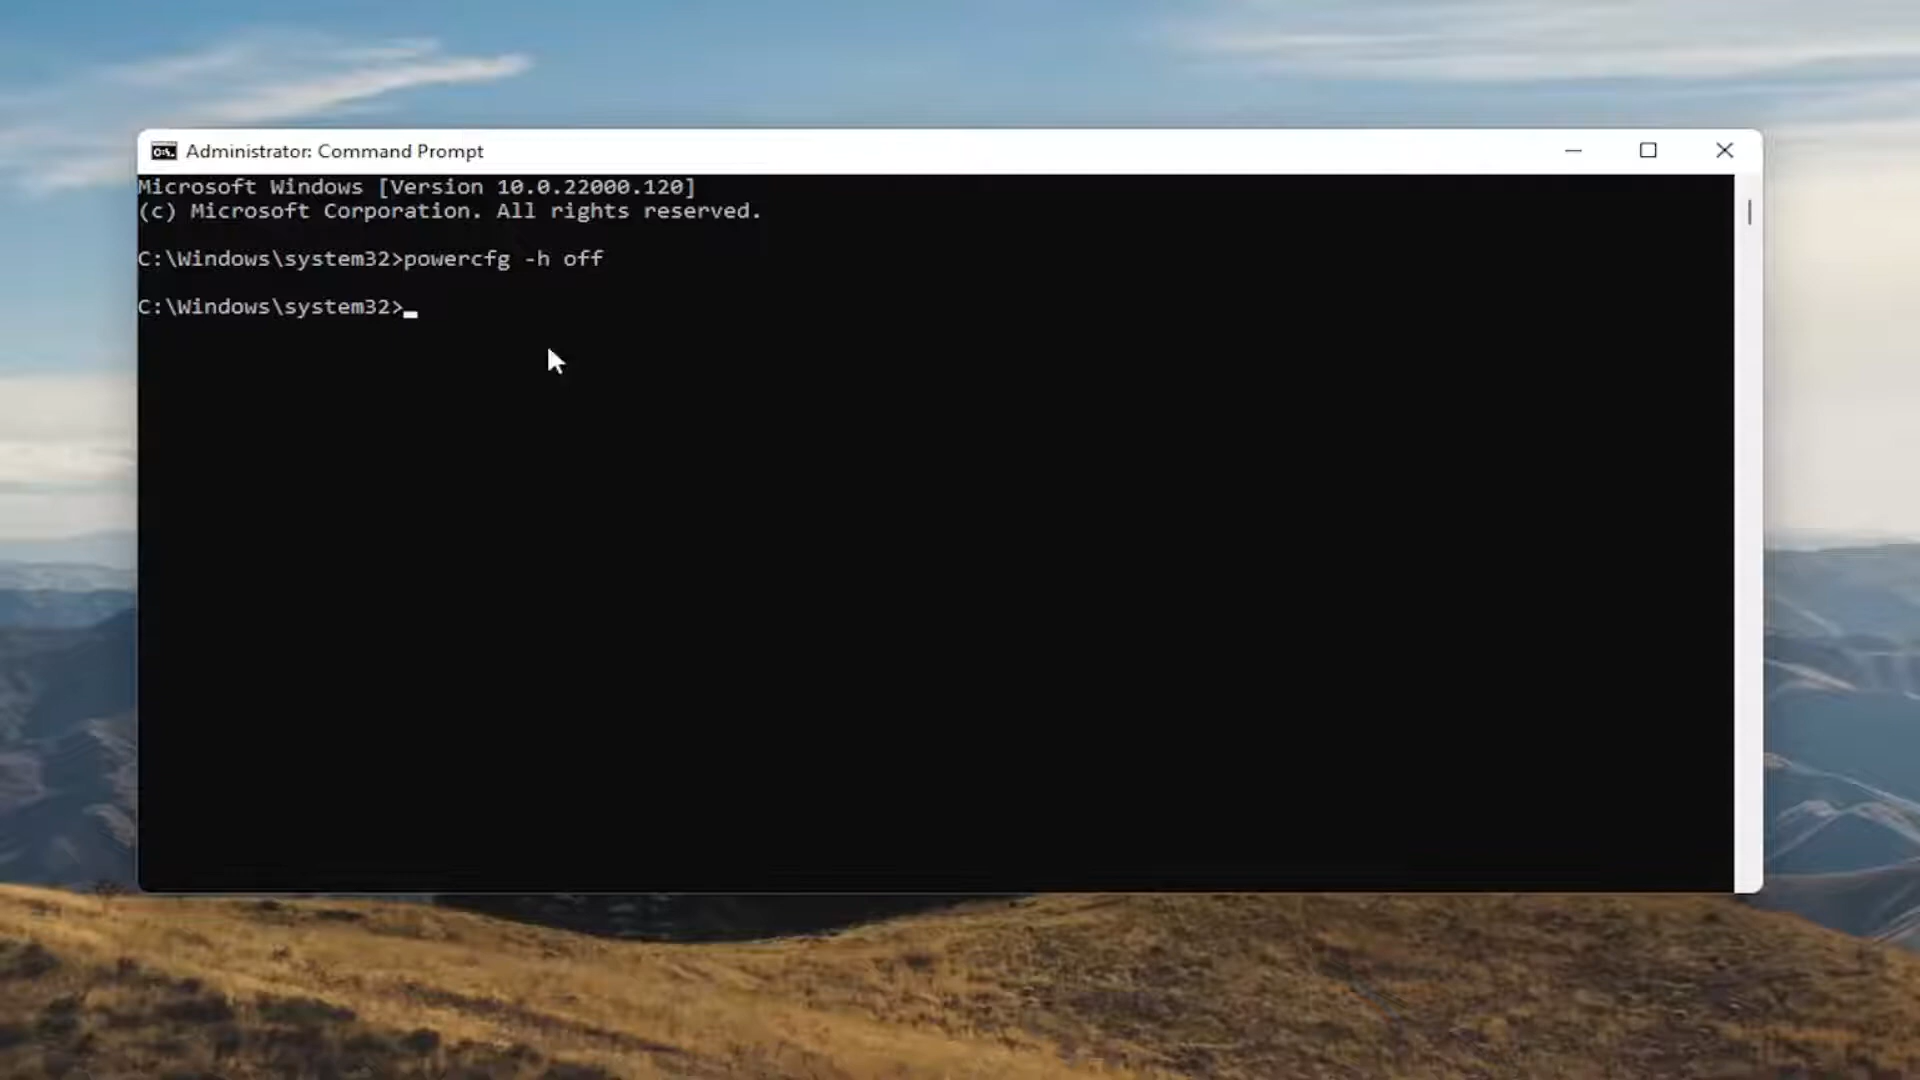 Administrator: Command Prompt
Microsoft Windows [Version 10.0.22000.120]
(c) Microsoft Corporation. All rights reserved.
C:\Windows\system32>powercfg -h off
C:\Windows\system32>